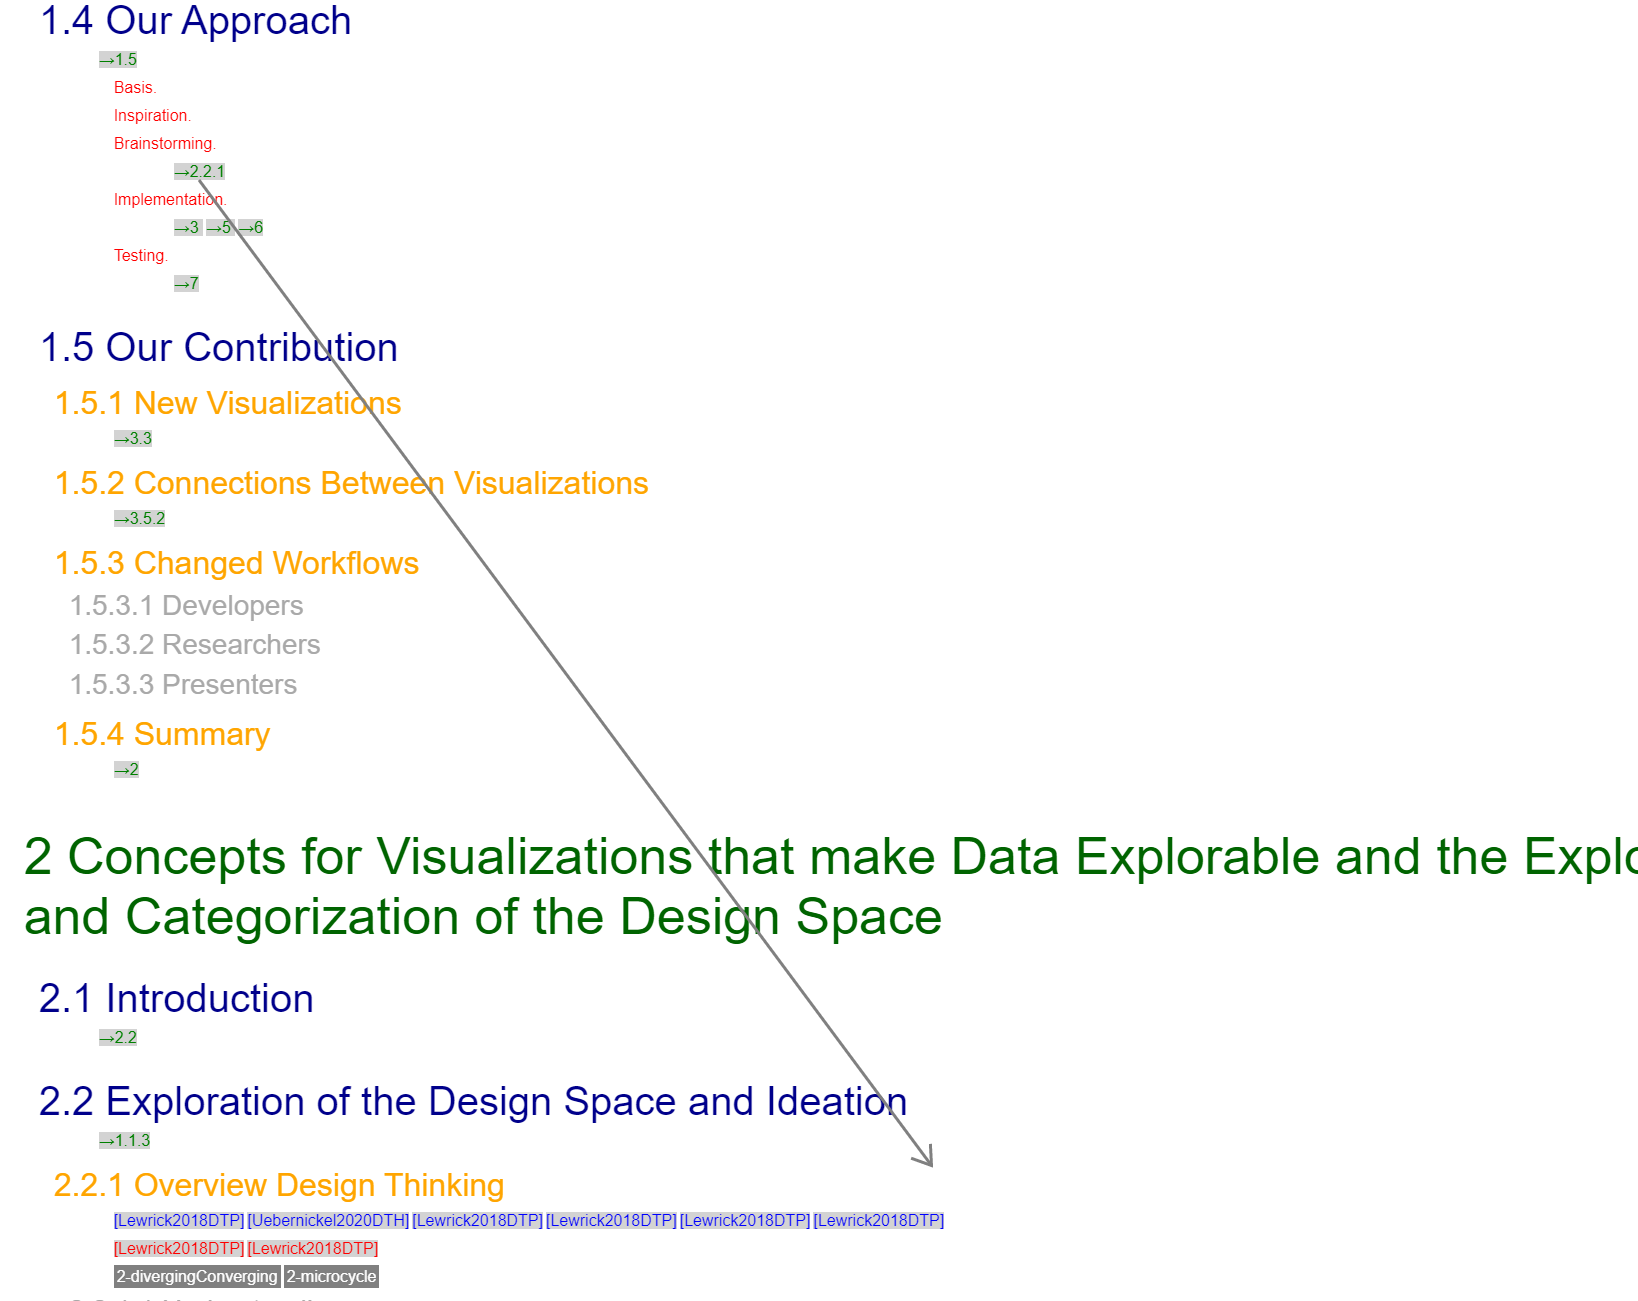 1.4 Our Approach
→1.5
Basis.
Inspiration.
Brainstorming.
→2.2.1
Implementation.
→3 →5 →6
Testing.
→7
1.5 Our Contribution
1.5.1 New Visualizations
→3.3
1.5.2 Connections Between Visualizations
→3.5.2
1.5.3 Changed Workflows
1.5.3.1 Developers
1.5.3.2 Researchers
1.5.3.3 Presenters
1.5.4 Summary
→2
2 Concepts for Visualizations that make Data Explorable and the
and Categorization of the Design Space
2.1 Introduction
→2.2
2.2 Exploration of the Design Space and Ideation
→1.1.3
2.2.1 Overview Design Thinking
[Lewrick2018DTP] [Uebernickel2020DTH] [Lewrick2018DTP] [Lewrick2018DTP] [Lewrick2018DTP] [Lewrick2018DTP]
[Lewrick2018DTP] [Lewrick2018DTP]
2-divergingConverging 2-microcycle